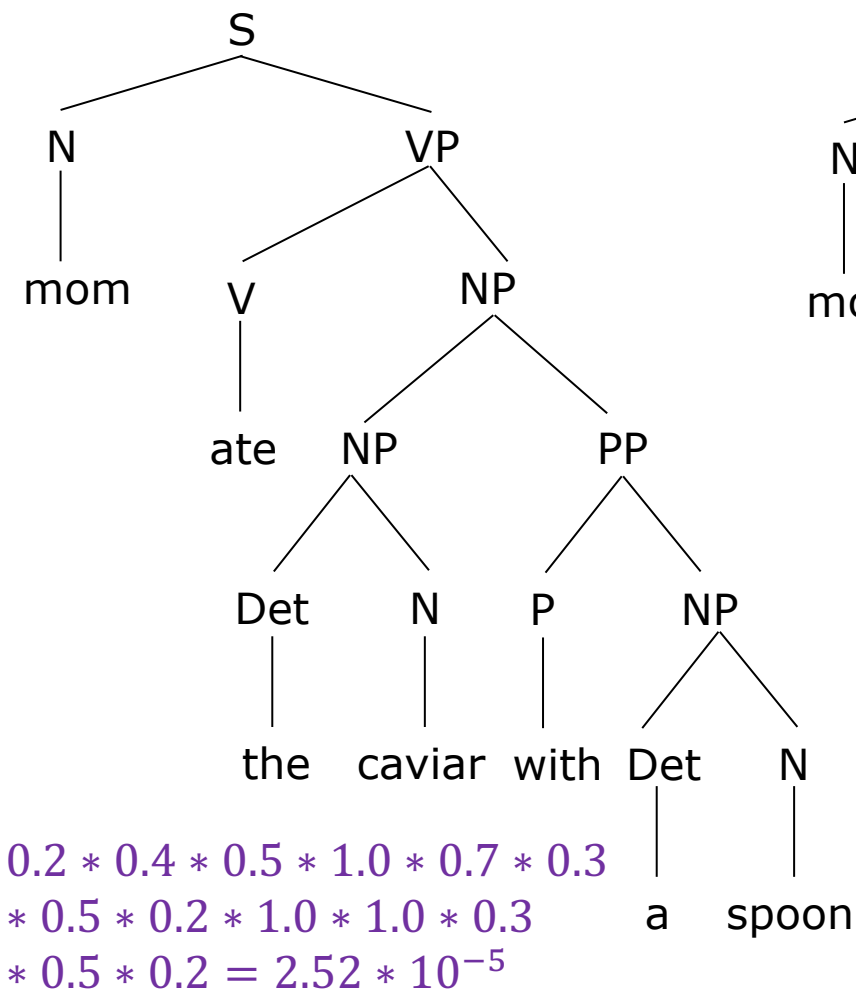 S
N VP
N
mom V NP
ate NP PP
Det N P NP
the caviar with Det N
a spoon
0.2 ∗ 0.4 ∗ 0.5 ∗ 1.0 ∗ 0.7 ∗ 0.3
∗ 0.5 ∗ 0.2 ∗ 1.0 ∗ 1.0 ∗ 0.3
∗ 0.5 ∗ 0.2 = 2.52 ∗ 10⁻⁵